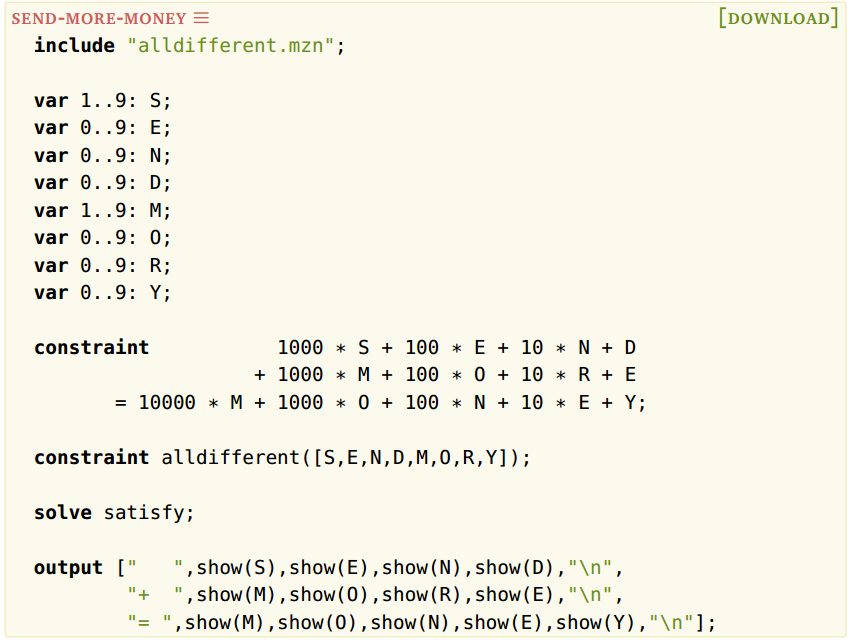 SEND-MORE-MONEY ≡ [DOWNLOAD]
include "alldifferent.mzn";
var 1..9: S;
var 0..9: E;
var 0..9: N;
var 0..9: D;
var 1..9: M;
var 0..9: O;
var 0..9: R;
var 0..9: Y;
constraint 1000 * S + 100 * E + 10 * N + D
+ 1000 * M + 100 * O + 10 * R + E
= 10000 * M + 1000 * O + 100 * N + 10 * E + Y;
constraint alldifferent([S,E,N,D,M,O,R,Y]);
solve satisfy;
output ["   ",show(S),show(E),show(N),show(D),"\n",
"+  ",show(M),show(O),show(R),show(E),"\n",
"= ",show(M),show(O),show(N),show(E),show(Y),"\n"];